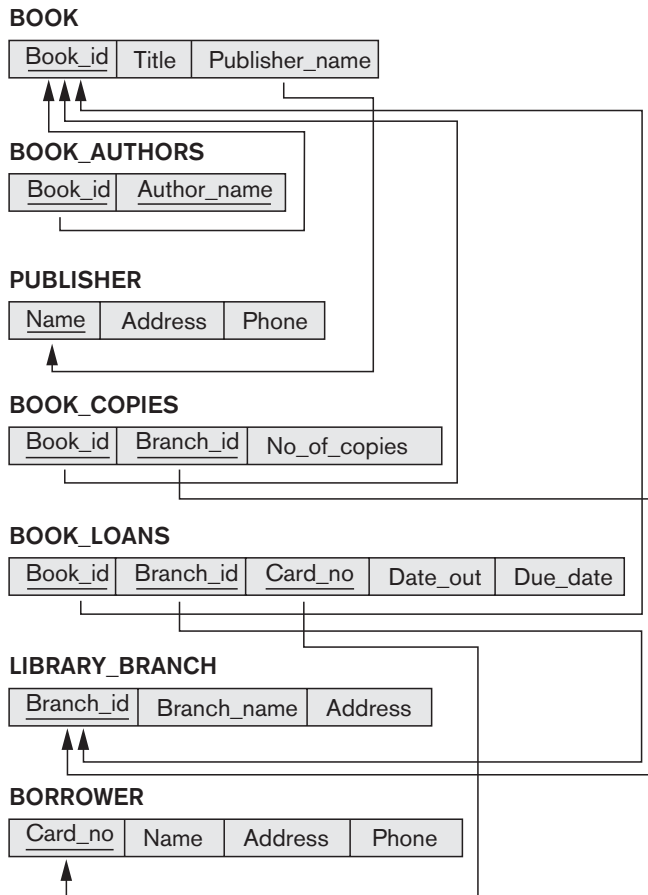 BOOK
Book_id Title Publisher_name
BOOK_AUTHORS
Book_id Author_name
PUBLISHER
Name Address Phone
BOOK_COPIES
Book_id Branch_id No_of_copies
BOOK_LOANS
Book_id Branch_id Card_no Date_out Due_date
LIBRARY_BRANCH
Branch_id Branch_name Address
BORROWER
Card_no Name Address Phone